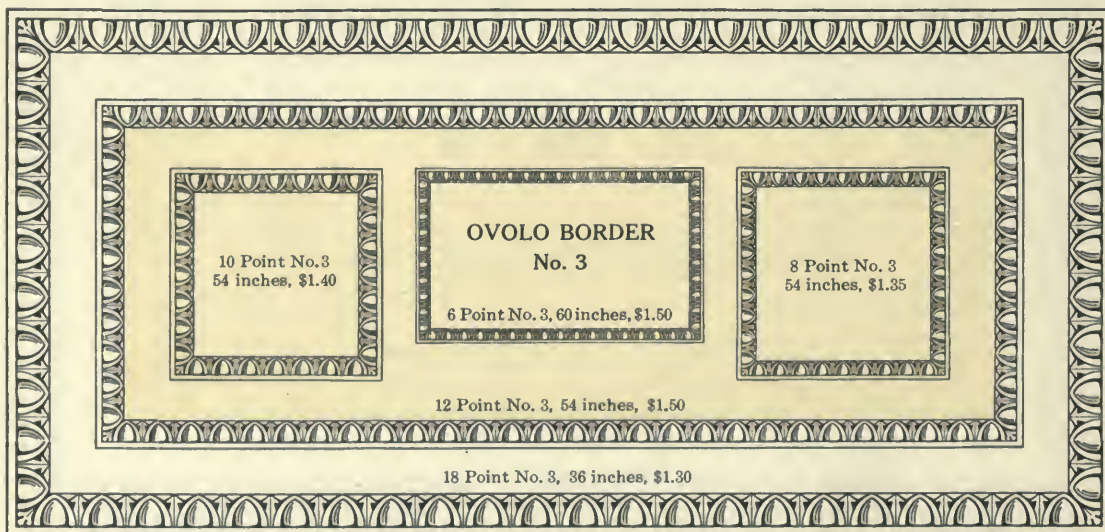 OVOLO BORDER
No. 3
10 Point No. 3
54 inches, $1.40
6 Point No. 3, 60 inches, $1.50
8 Point No. 3
54 inches, $1.35
12 Point No. 3, 54 inches, $1.50
18 Point No. 3, 36 inches, $1.30